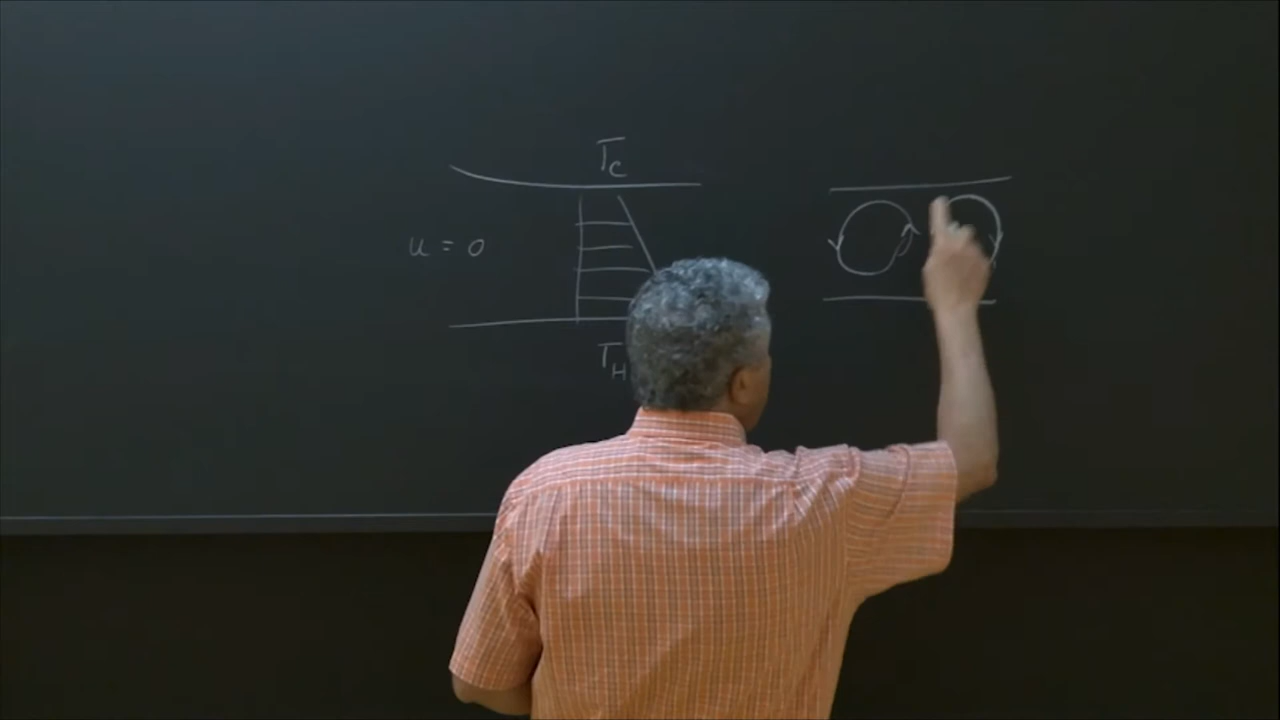 T_C
u = 0
T_H